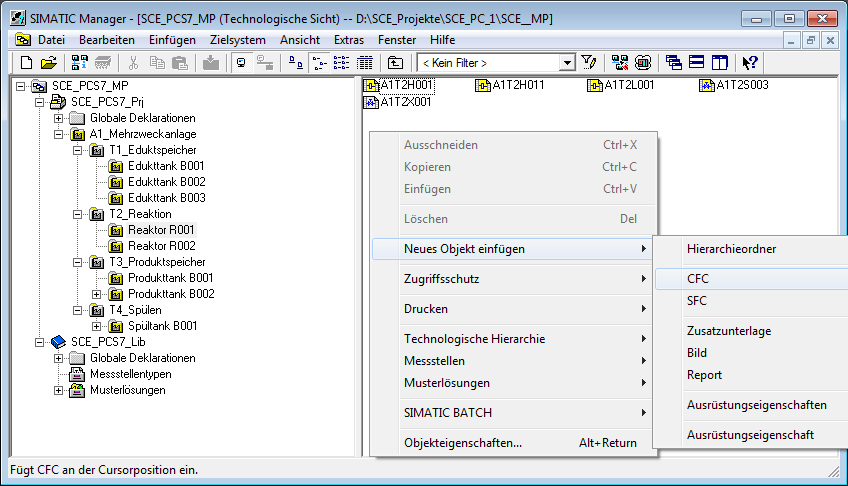 SIMATIC Manager - [SCE_PCS7_MP (Technologische Sicht) -- D:\SCE_Projekte\SCE_PC_1\SCE__MP]
Datei Bearbeiten Einfügen Zielsystem Ansicht Extras Fenster Hilfe
< Kein Filter >
SCE_PCS7_MP
SCE_PCS7_Prj
Globale Deklarationen
A1_Mehrzweckanlage
T1_Eduktspeicher
Edukttank B001
Edukttank B002
Edukttank B003
T2_Reaktion
Reaktor R001
Reaktor R002
T3_Produktspeicher
Produkttank B001
Produkttank B002
T4_Spülen
Spültank B001
SCE_PCS7_Lib
Globale Deklarationen
Messstellentypen
Musterlösungen
A1T2H001 A1T2H011 A1T2L001 A1T2S003
A1T2X001
Ausschneiden Ctrl+X
Kopieren Ctrl+C
Einfügen Ctrl+V
Löschen Del
Neues Objekt einfügen
Zugriffsschutz
Drucken
Technologische Hierarchie
Messstellen
Musterlösungen
SIMATIC BATCH
Objekteigenschaften... Alt+Return
Hierarchieordner
CFC
SFC
Zusatzunterlage
Bild
Report
Ausrüstungseigenschaften
Ausrüstungseigenschaft
Fügt CFC an der Cursorposition ein.